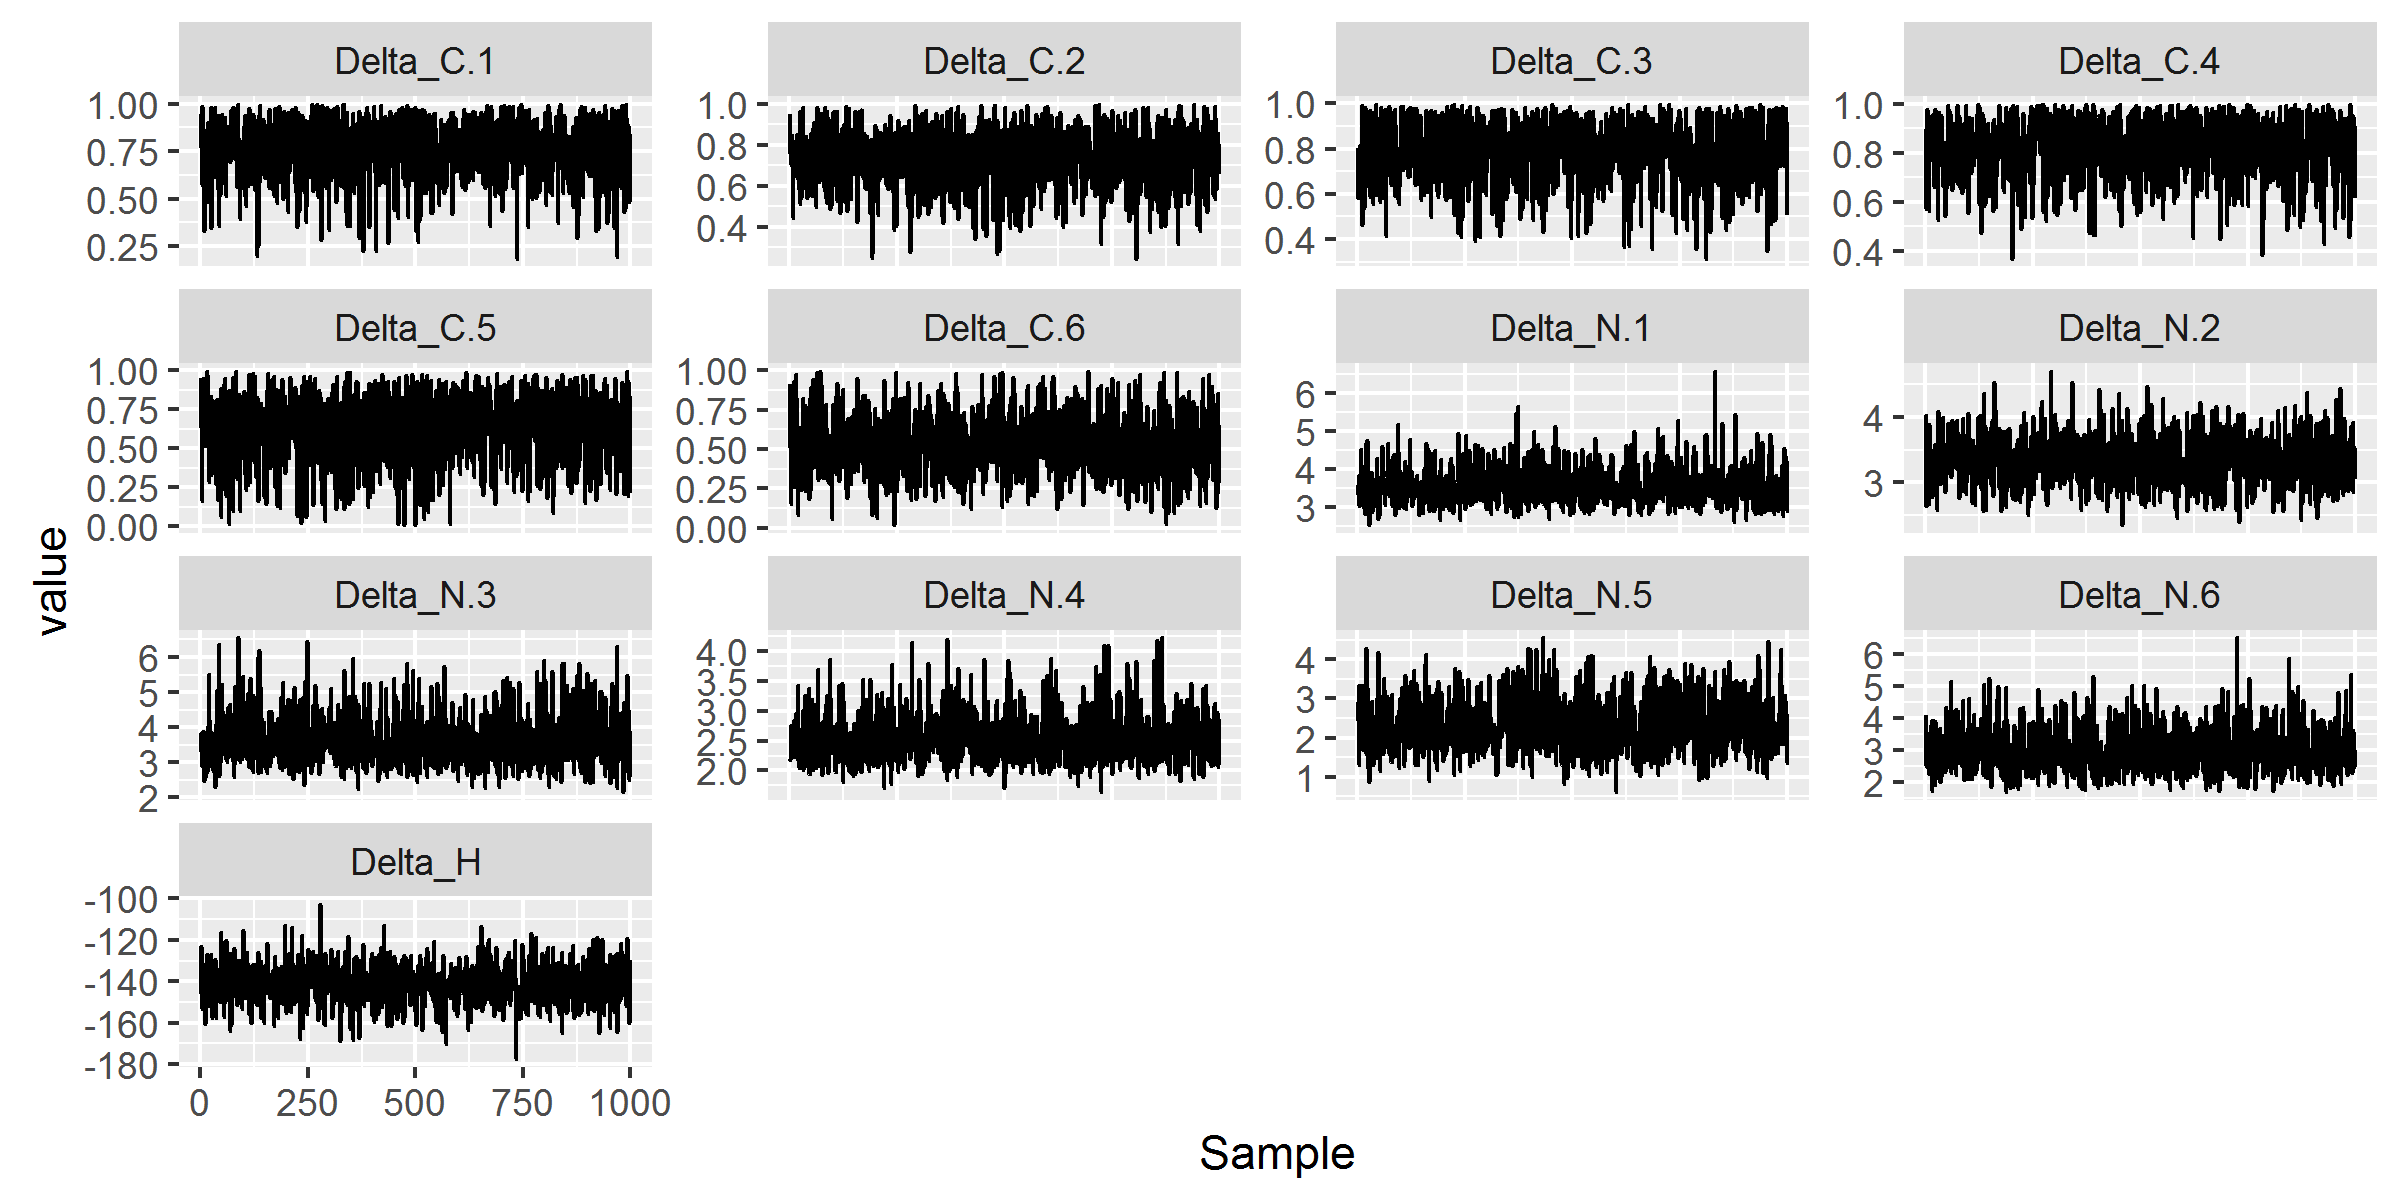 Delta_C.1 Delta_C.2 Delta_C.3 Delta_C.4
1.00 1.0 1.0 1.0
0.75 0.8 0.8 0.8
0.50 0.6 0.6 0.6
0.25 0.4 0.4 0.4
Delta_C.5 Delta_C.6 Delta_N.1 Delta_N.2
1.00 1.00 6 4
0.75 0.75 5 3
0.50 0.50 4
0.25 0.25 3
0.00 0.00
value
Delta_N.3 Delta_N.4 Delta_N.5 Delta_N.6
6 4.0 4 6
5 3.5 3 5
4 3.0 2 4
3 2.5 1 3
2 2.0 2
Delta_H
-100
-120
-140
-160
-180
0 250 500 750 1000
Sample